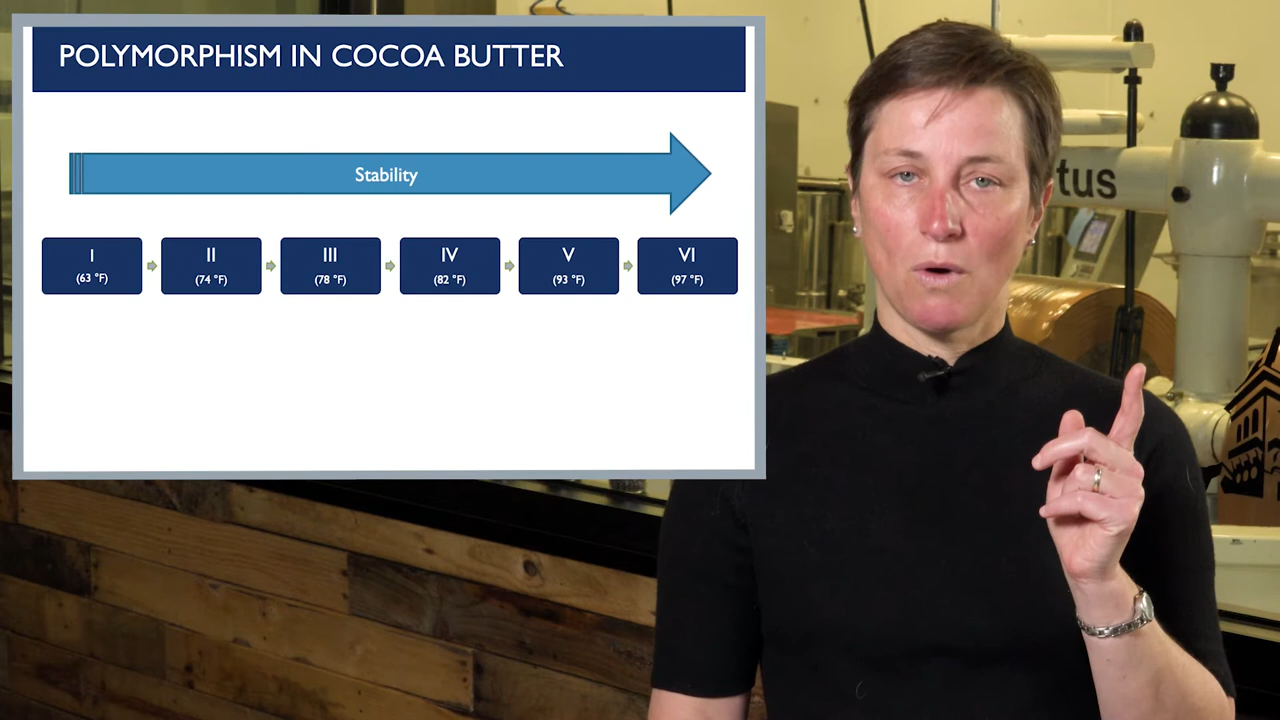 POLYMORPHISM IN COCOA BUTTER
Stability
I II III IV V VI
(63 °F) (74 °F) (78 °F) (82 °F) (93 °F) (97 °F)
tus